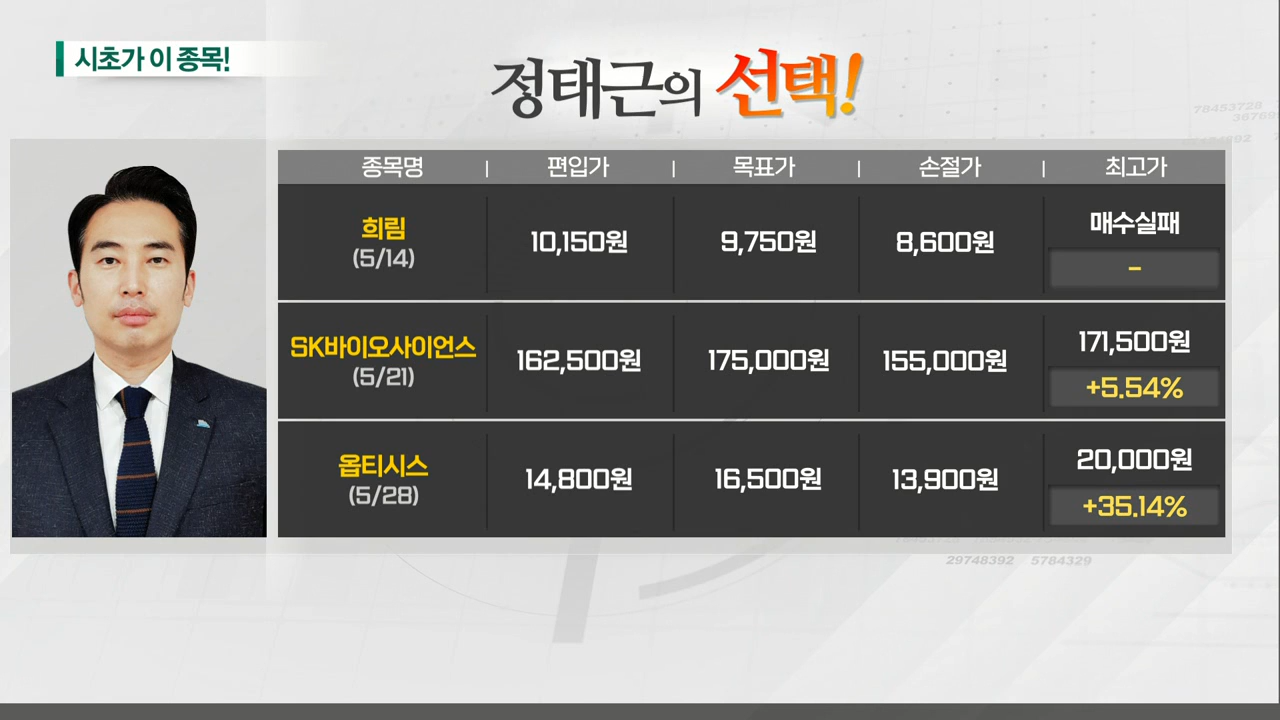 시초가 이 종목!
정태근의 선택!
종목명 | 편입가 | 목표가 | 손절가 | 최고가
희림 (5/14) 10,150원 9,750원 8,600원 매수실패 -
SK바이오사이언스 (5/21) 162,500원 175,000원 155,000원 171,500원 +5.54%
옵티시스 (5/28) 14,800원 16,500원 13,900원 20,000원 +35.14%
78453728
29748392 5784329